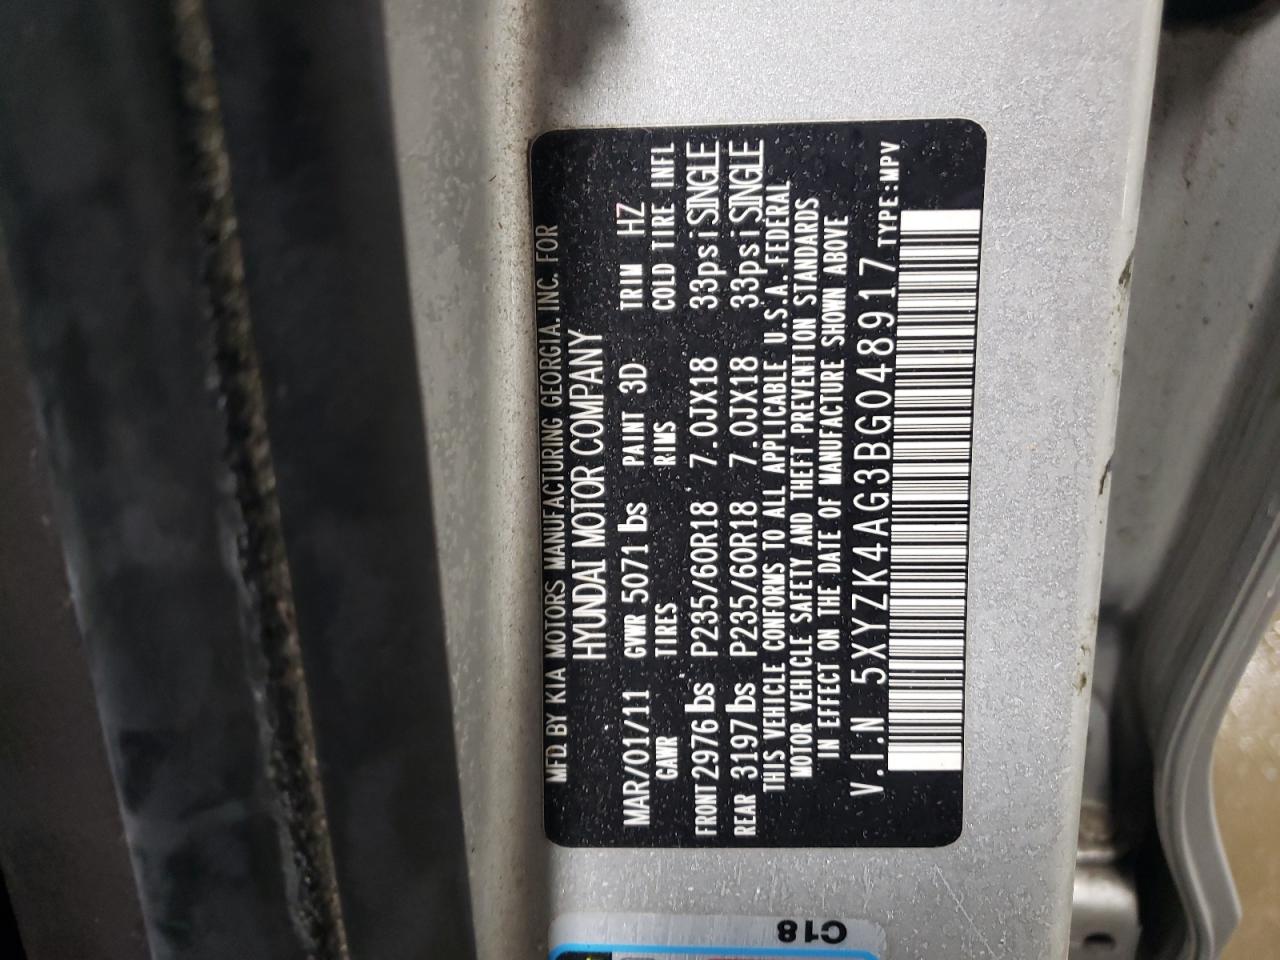 MFD. BY KIA MOTORS MANUFACTURING GEORGIA. INC. FOR
HYUNDAI MOTOR COMPANY
MAR/01/11 GVWR 5071 lbs PAINT 3D TRIM HZ
GAWR TIRES RIMS COLD TIRE INFL
FRONT 2976 lbs P235/60R18 7.0JX18 33psi SINGLE
REAR 3197 lbs P235/60R18 7.0JX18 33psi SINGLE
THIS VEHICLE CONFORMS TO ALL APPLICABLE U.S.A. FEDERAL
MOTOR VEHICLE SAFETY AND THEFT PREVENTION STANDARDS
IN EFFECT ON THE DATE OF MANUFACTURE SHOWN ABOVE
V.I.N 5XYZK4AG3BG048917 TYPE:MPV
C18